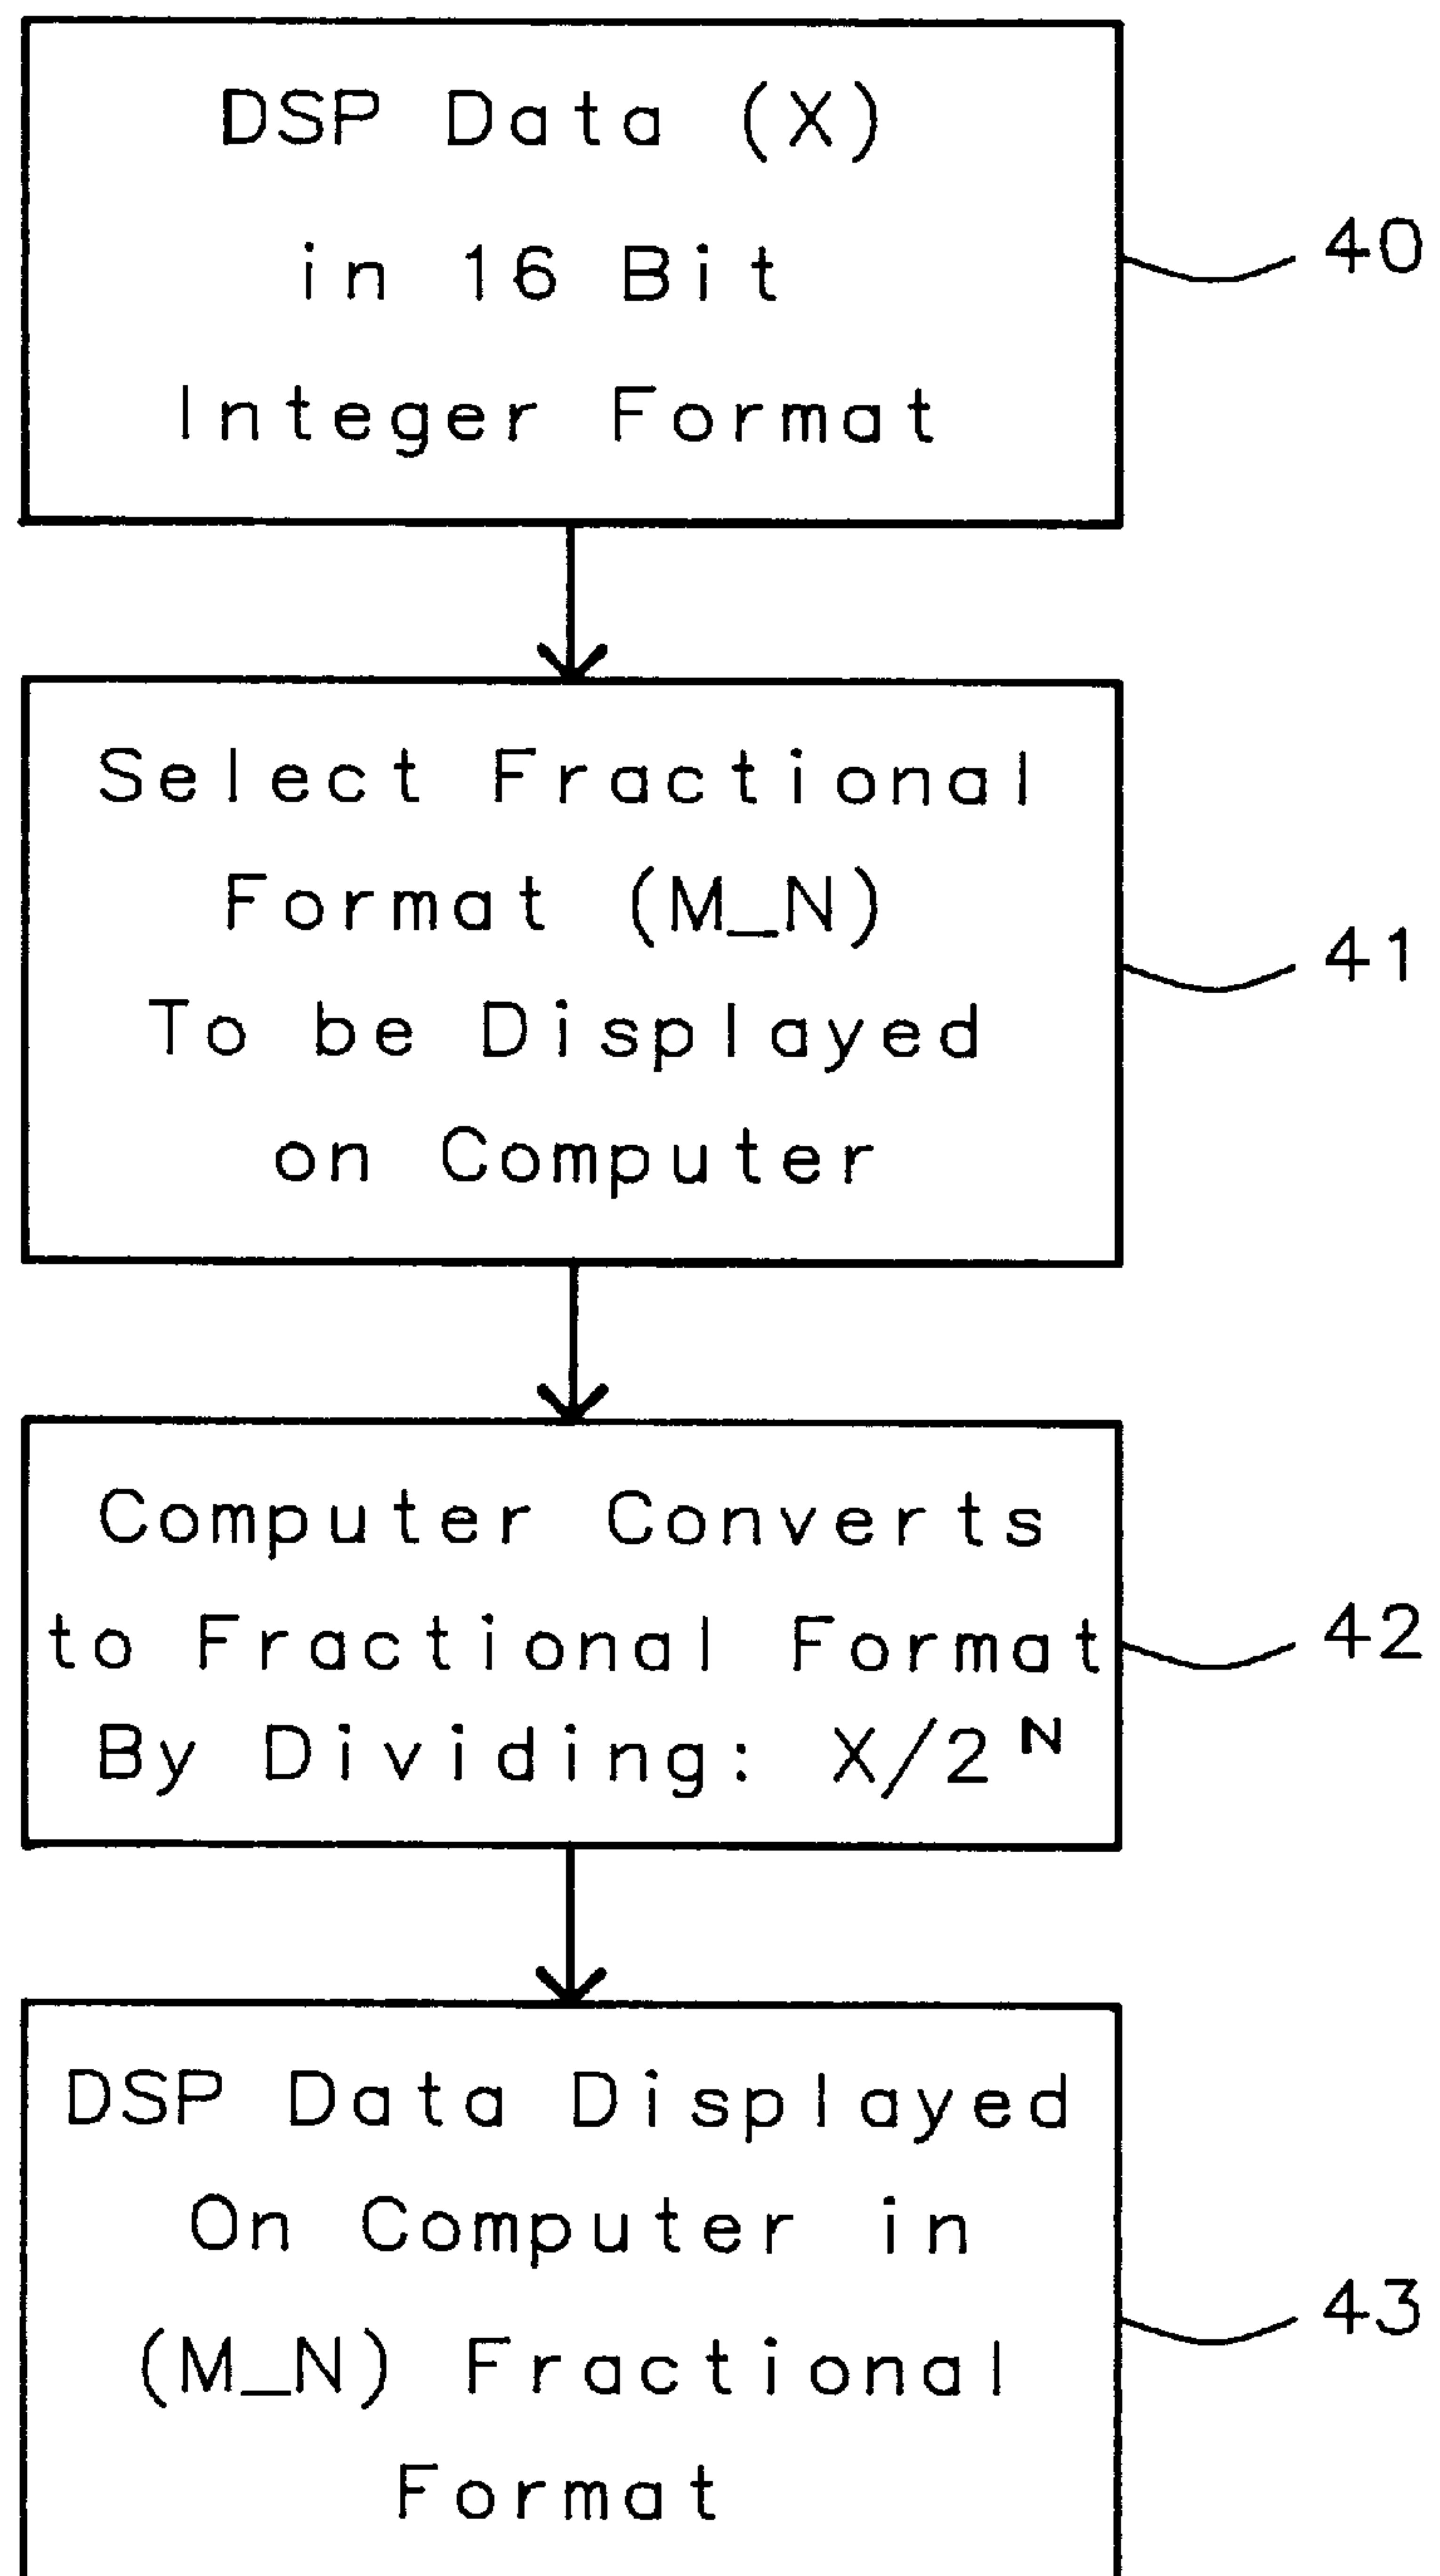 DSP Data (X)
in 16 Bit
Integer Format
40
Select Fractional
Format (M_N)
To be Displayed
on Computer
41
Computer Converts
to Fractional Format
By Dividing: X/2ᴺ
42
DSP Data Displayed
On Computer in
(M_N) Fractional
Format
43